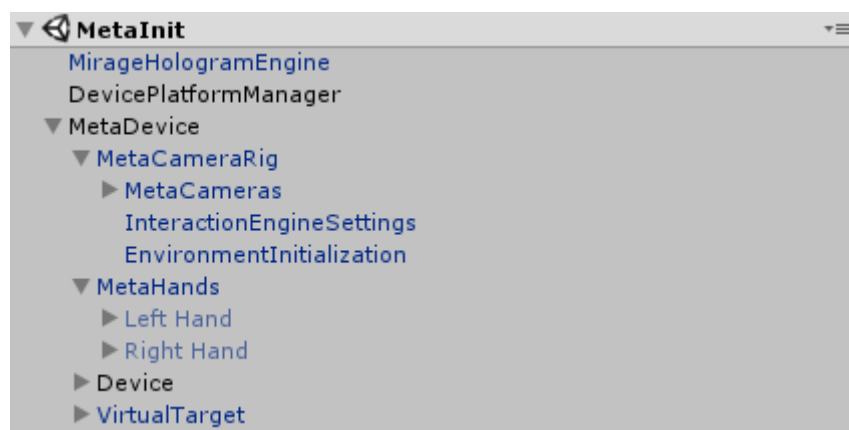 MetaInit
MirageHologramEngine
DevicePlatformManager
MetaDevice
MetaCameraRig
MetaCameras
InteractionEngineSettings
EnvironmentInitialization
MetaHands
Left Hand
Right Hand
Device
VirtualTarget